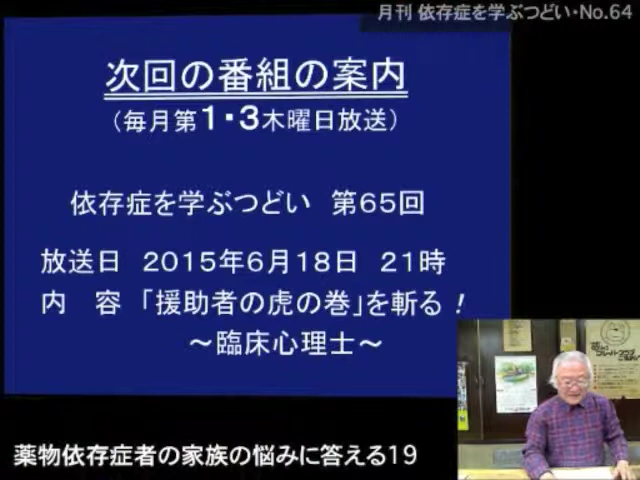 月刊 依存症を学ぶつどい・No.64
次回の番組の案内
（毎月第１・３木曜日放送）
依存症を学ぶつどい　第６５回
放送日　２０１５年６月１８日　２１時
内　容　「援助者の虎の巻」を斬る！
～臨床心理士～
薬物依存症者の家族の悩みに答える19